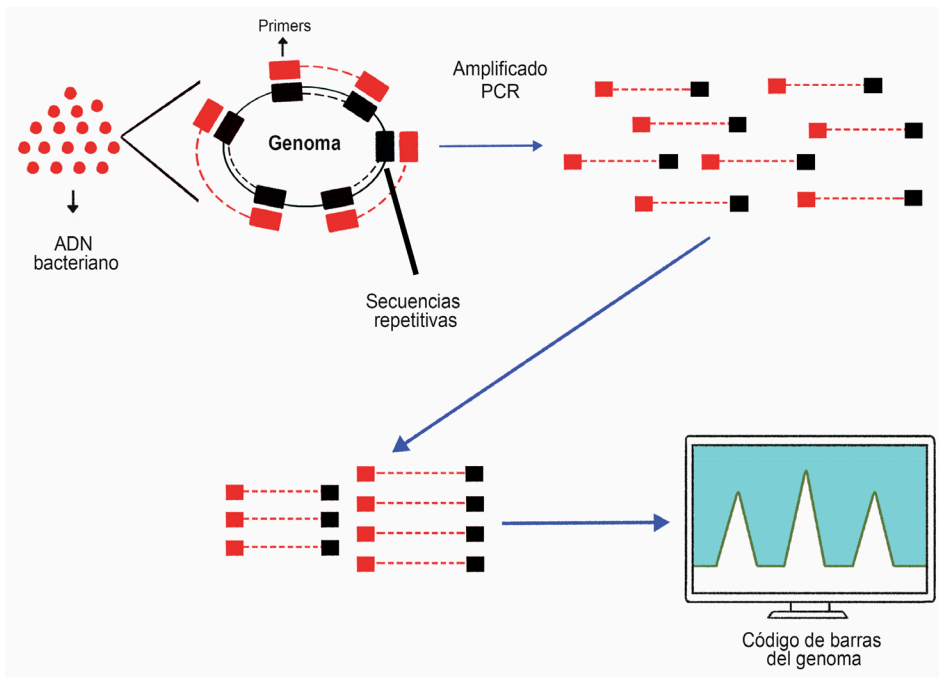 Primers
Genoma
Amplificado
PCR
ADN
bacteriano
Secuencias
repetitivas
Código de barras
del genoma